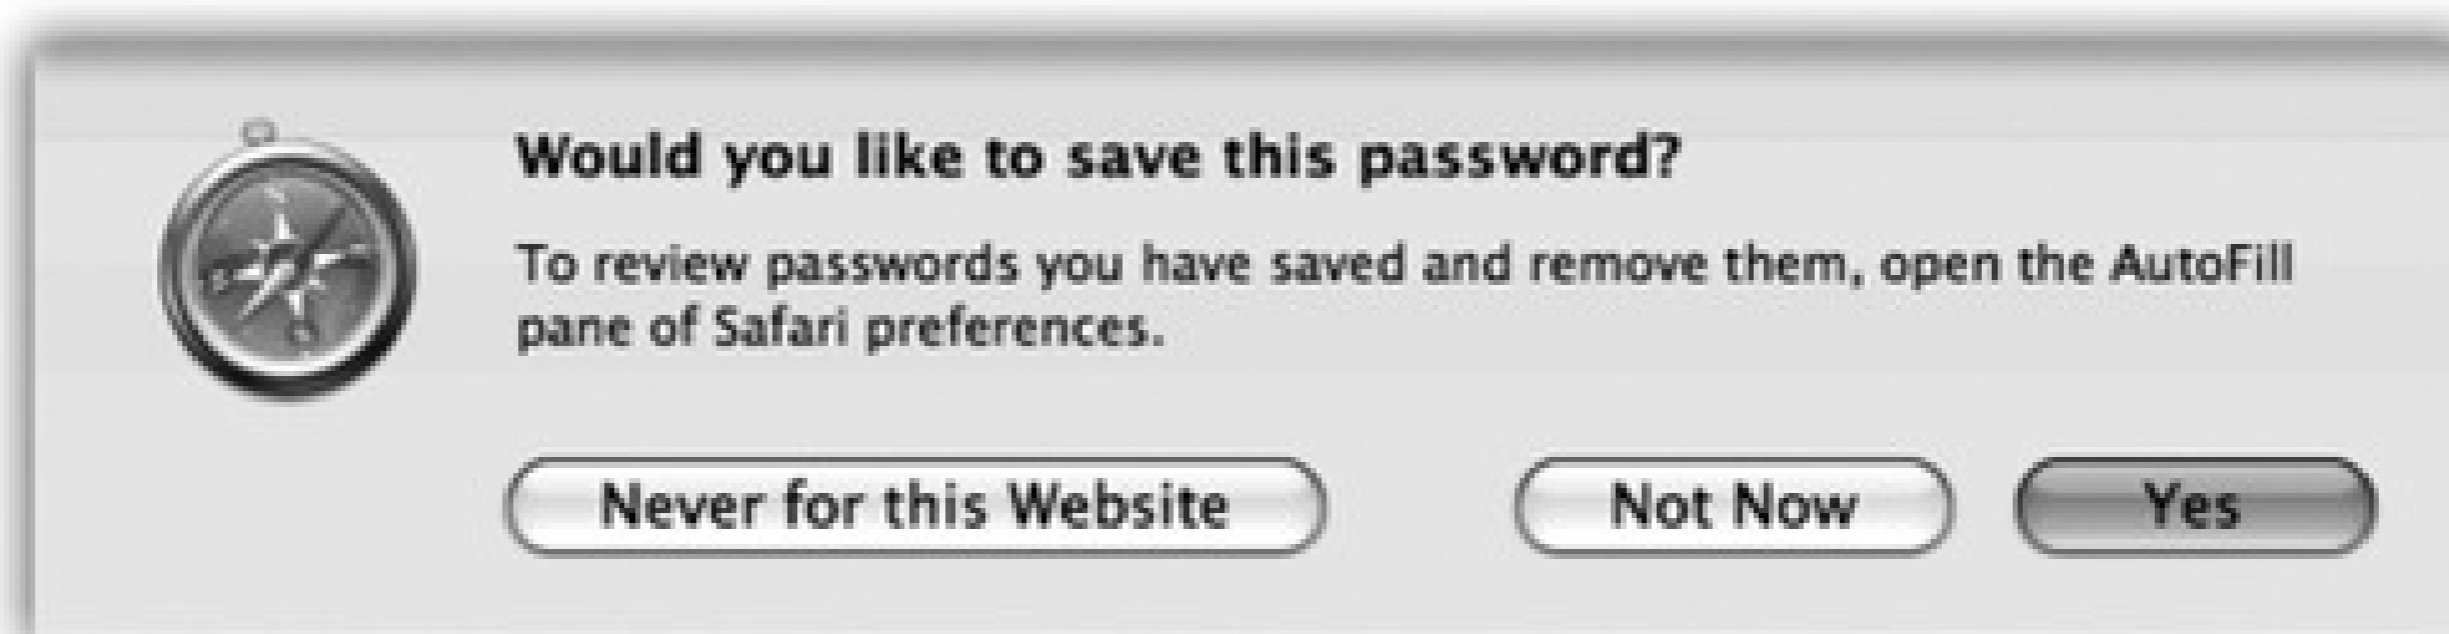 Would you like to save this password?
To review passwords you have saved and remove them, open the AutoFill
pane of Safari preferences.
Never for this Website
Not Now
Yes